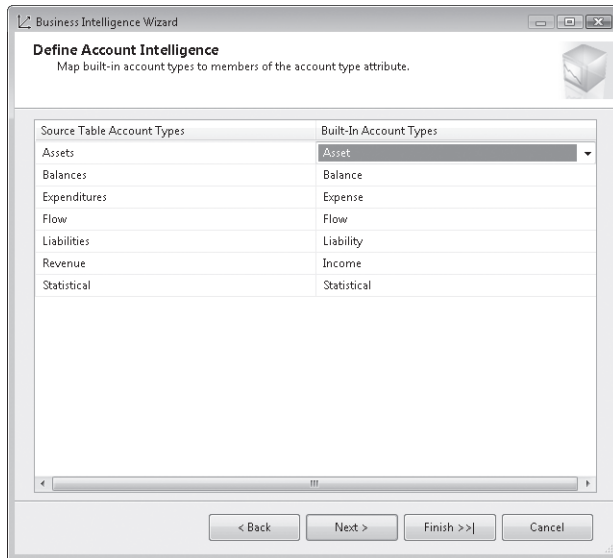 Business Intelligence Wizard
Define Account Intelligence
Map built-in account types to members of the account type attribute.
Source Table Account Types Built-In Account Types
Assets Asset
Balances Balance
Expenditures Expense
Flow Flow
Liabilities Liability
Revenue Income
Statistical Statistical
< Back Next > Finish >>| Cancel